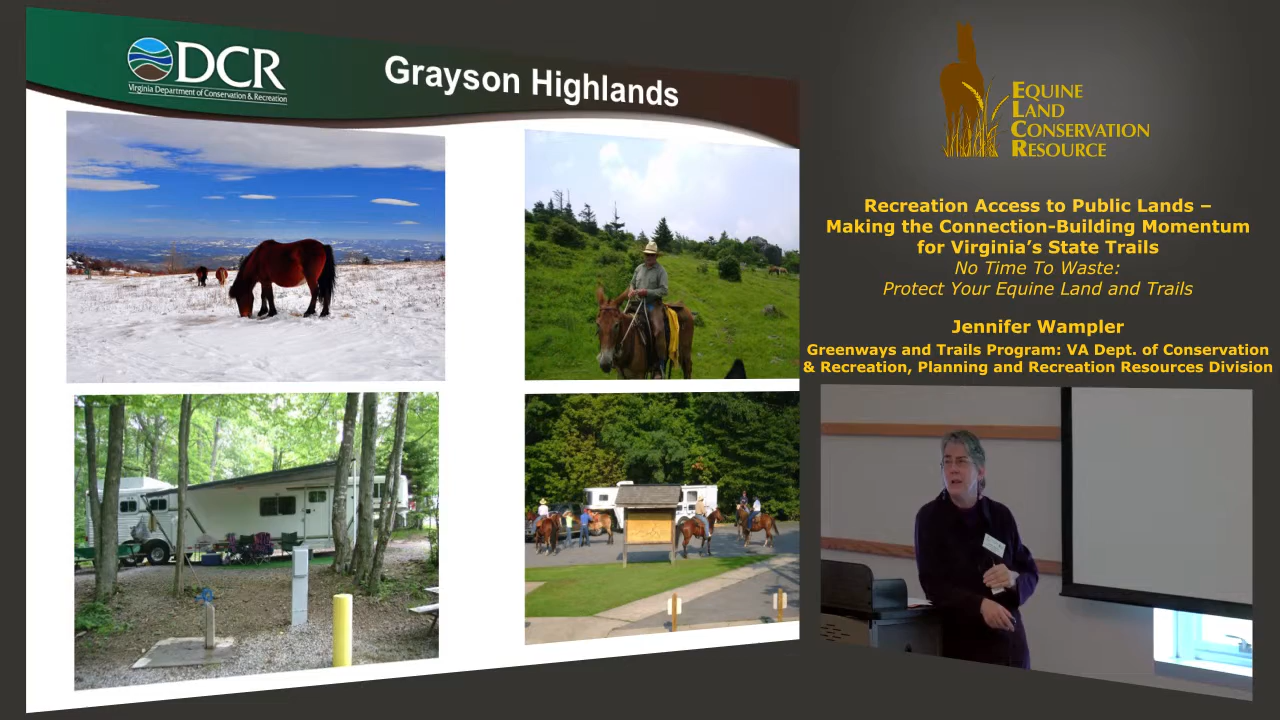 DCR
Virginia Department of Conservation & Recreation
Grayson Highlands
EQUINE
LAND
CONSERVATION
RESOURCE
Recreation Access to Public Lands –
Making the Connection-Building Momentum
for Virginia's State Trails
No Time To Waste:
Protect Your Equine Land and Trails
Jennifer Wampler
Greenways and Trails Program: VA Dept. of Conservation
& Recreation, Planning and Recreation Resources Division